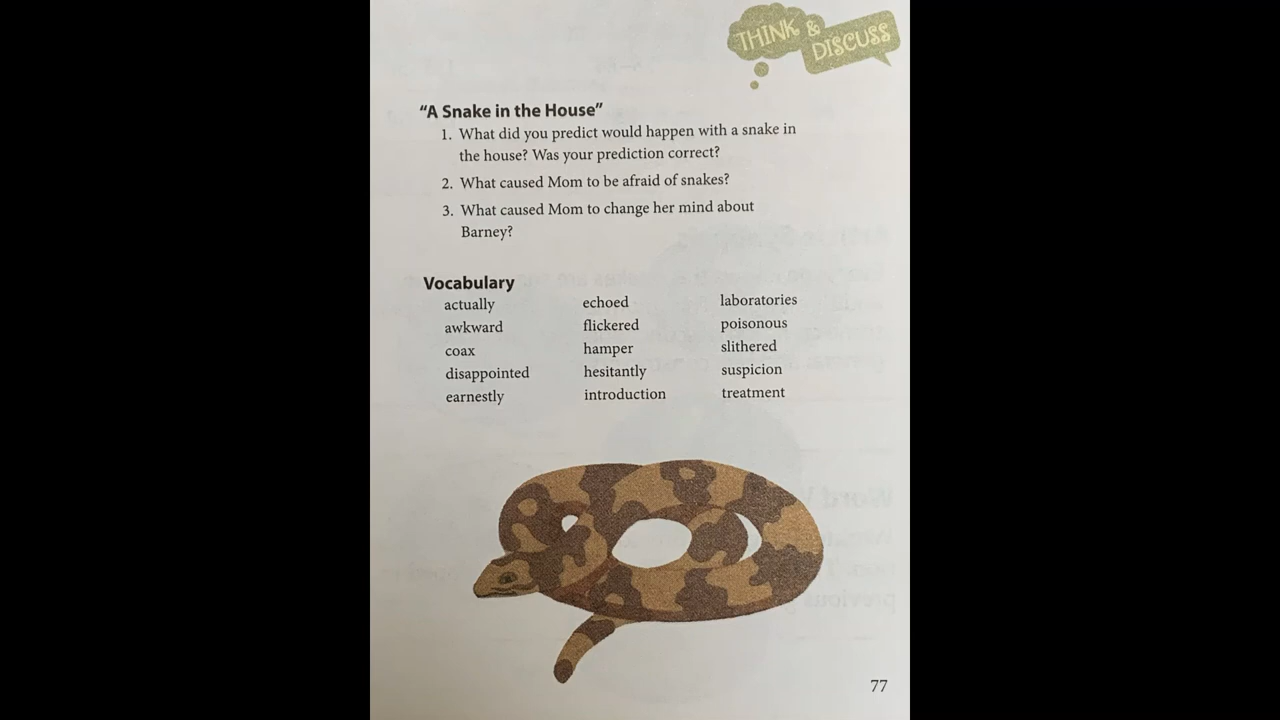 THINK &
DISCUSS
“A Snake in the House”
1. What did you predict would happen with a snake in
the house? Was your prediction correct?
2. What caused Mom to be afraid of snakes?
3. What caused Mom to change her mind about
Barney?
Vocabulary
actually echoed laboratories
awkward flickered poisonous
coax hamper slithered
disappointed hesitantly suspicion
earnestly introduction treatment
77